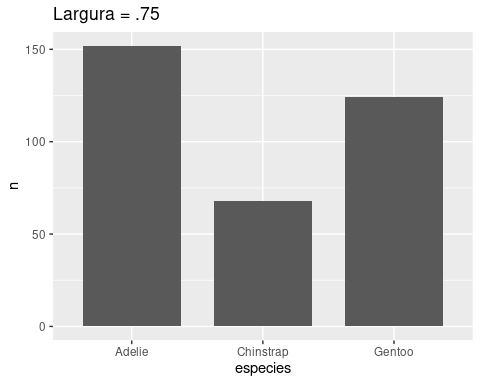 Largura = .75
150
100
50
0
n
Adelie Chinstrap Gentoo
especies